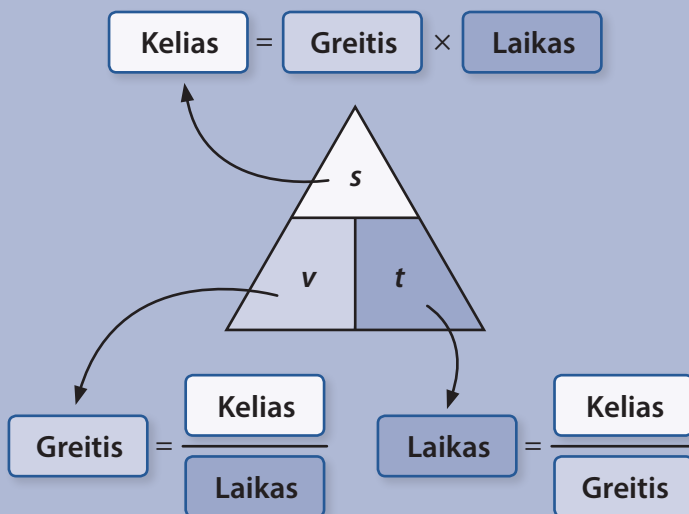 Kelias = Greitis × Laikas
s
v t
Kelias
Greitis =
Laikas
Kelias
Laikas =
Greitis